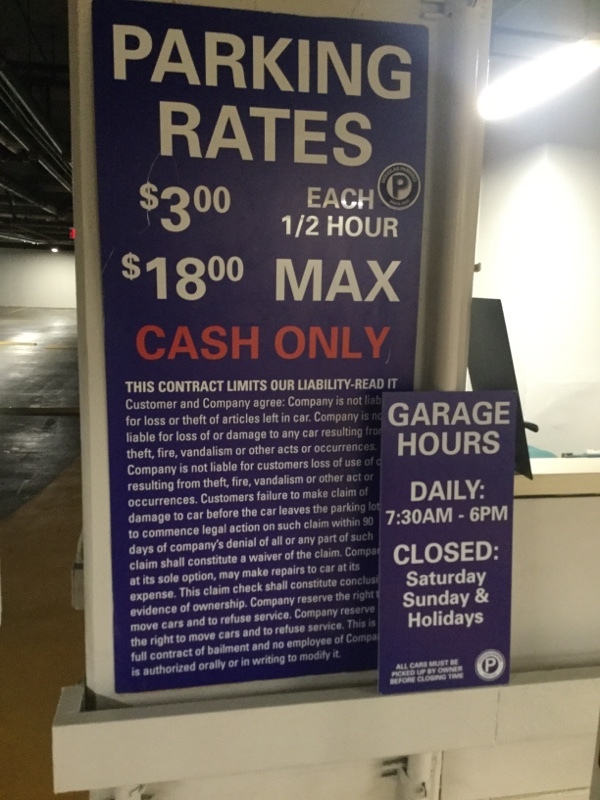 PARKING
RATES
$3.00 EACH
1/2 HOUR
P
$18.00 MAX
CASH ONLY
THIS CONTRACT LIMITS OUR LIABILITY-READ IT
Customer and Company agree: Company is not liab
for loss or theft of articles left in car. Company is no
liable for loss of or damage to any car resulting fro
theft, fire, vandalism or other acts or occurrences.
Company is not liable for customers loss of use of c
resulting from theft, fire, vandalism or other act or
occurrences. Customers failure to make claim of
damage to car before the car leaves the parking lot
to commence legal action on such claim within 90
days of company's denial of all or any part of such
claim shall constitute a waiver of the claim. Compa
at its sole option, may make repairs to car at its
expense. This claim check shall constitute conclusi
evidence of ownership. Company reserve the right t
move cars and to refuse service. Company reserve
the right to move cars and to refuse service. This is
full contract of bailment and no employee of Compa
is authorized orally or in writing to modify it.
GARAGE
HOURS
DAILY:
7:30AM - 6PM
CLOSED:
Saturday
Sunday &
Holidays
ALL CARS MUST BE
PICKED UP BY OWNER
BEFORE CLOSING TIME
P